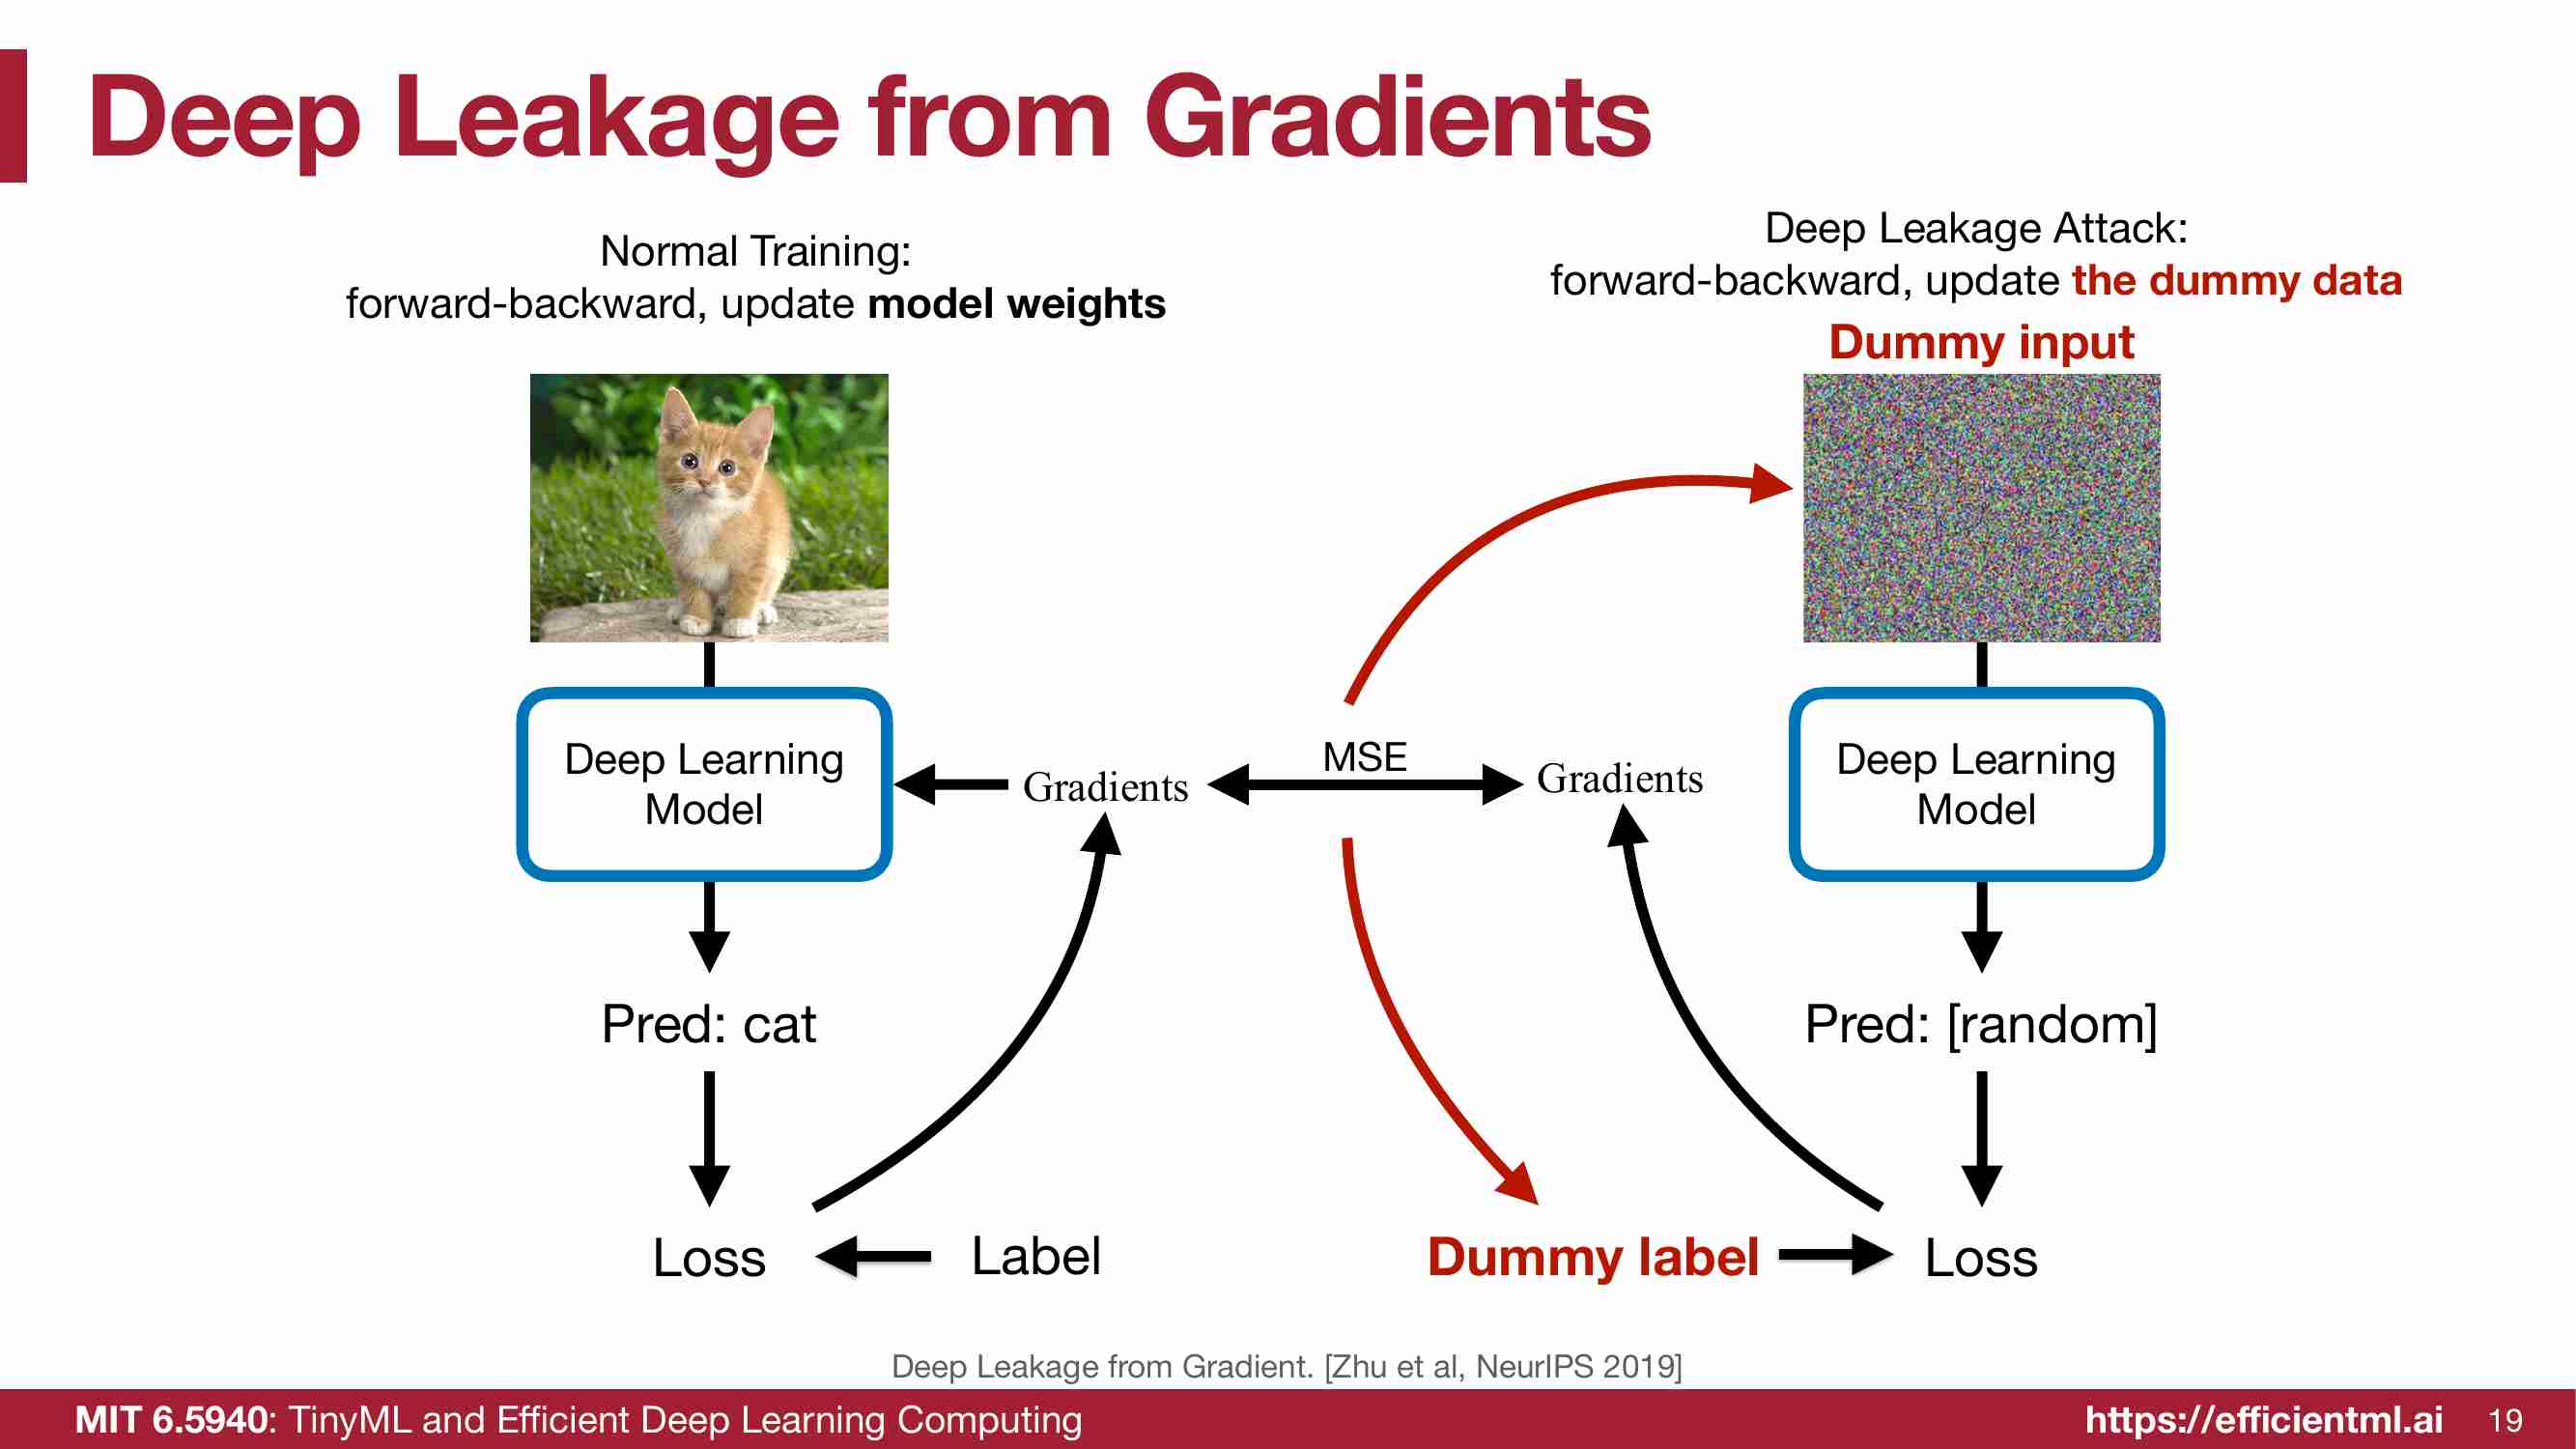 Deep Leakage from Gradients
Normal Training:
forward-backward, update model weights
Deep Leakage Attack:
forward-backward, update the dummy data
Dummy input
Deep Learning
Model
Gradients
MSE
Gradients
Deep Learning
Model
Pred: cat
Pred: [random]
Loss
Label
Dummy label
Loss
Deep Leakage from Gradient. [Zhu et al, NeurIPS 2019]
MIT 6.5940: TinyML and Efficient Deep Learning Computing
https://efficientml.ai
19